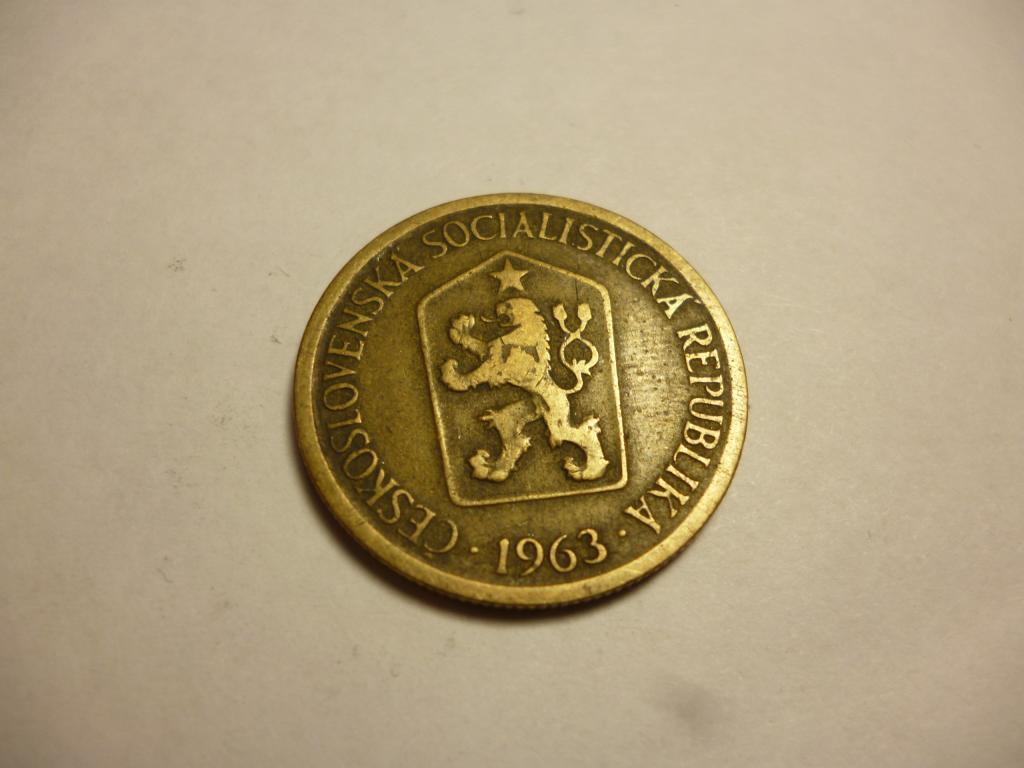 ČESKOSLOVENSKÁ SOCIALISTICKÁ REPUBLIKA
· 1963 ·